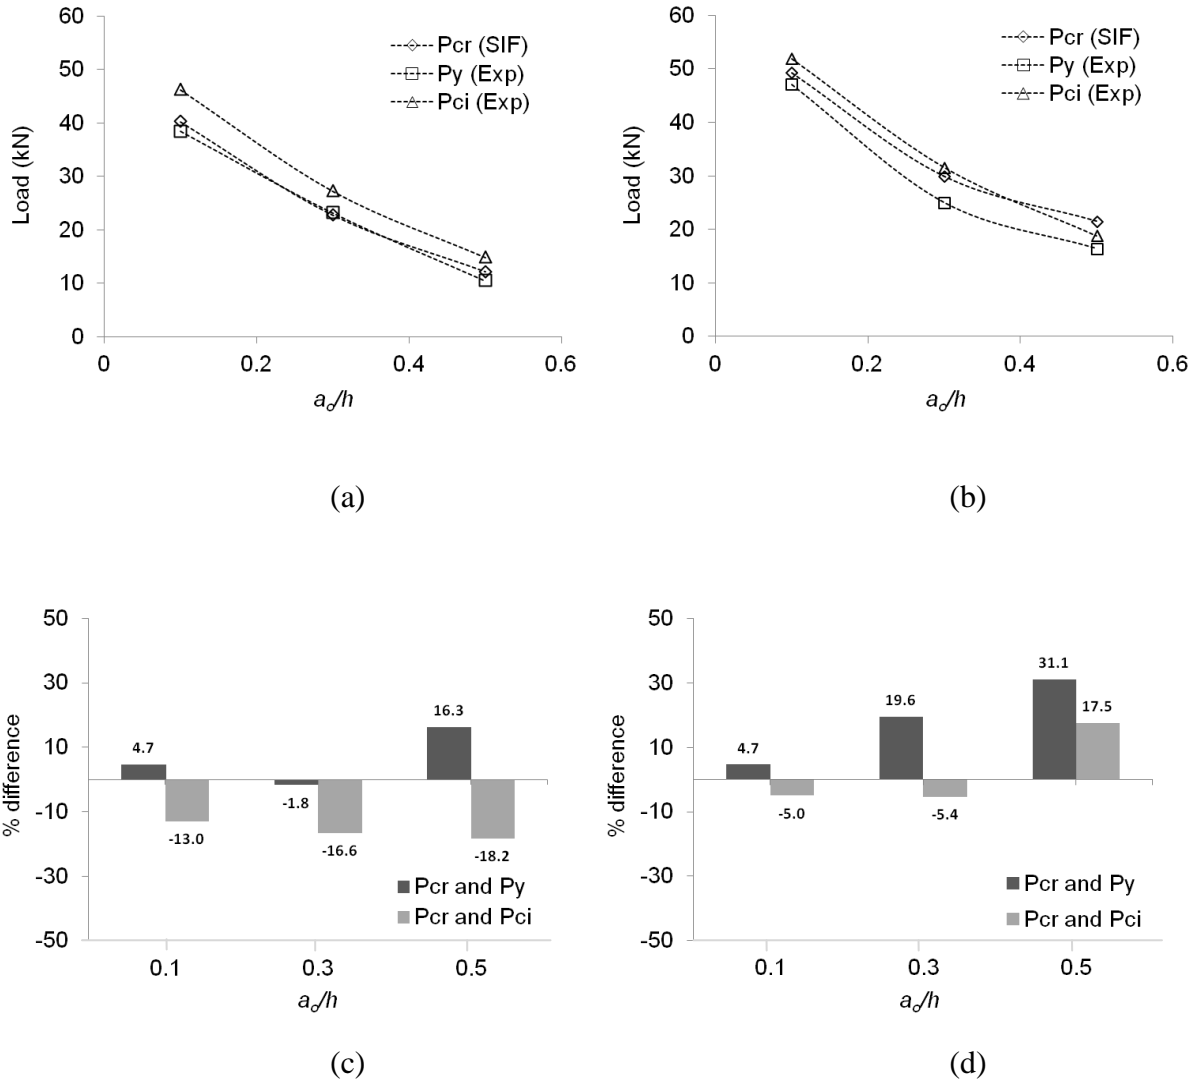 60
50
40
30
20
10
0
Load (kN)
Pcr (SIF)
Py (Exp)
Pci (Exp)
0 0.2 0.4 0.6
aₒ/h
(a)
60
50
40
30
20
10
0
Load (kN)
Pcr (SIF)
Py (Exp)
Pci (Exp)
0 0.2 0.4 0.6
aₒ/h
(b)
50
30
10
-10
-30
-50
% difference
4.7
-13.0
-1.8
-16.6
16.3
-18.2
Pcr and Py
Pcr and Pci
0.1 0.3 0.5
aₒ/h
(c)
50
30
10
-10
-30
-50
% difference
4.7
-5.0
19.6
-5.4
31.1
17.5
Pcr and Py
Pcr and Pci
0.1 0.3 0.5
aₒ/h
(d)